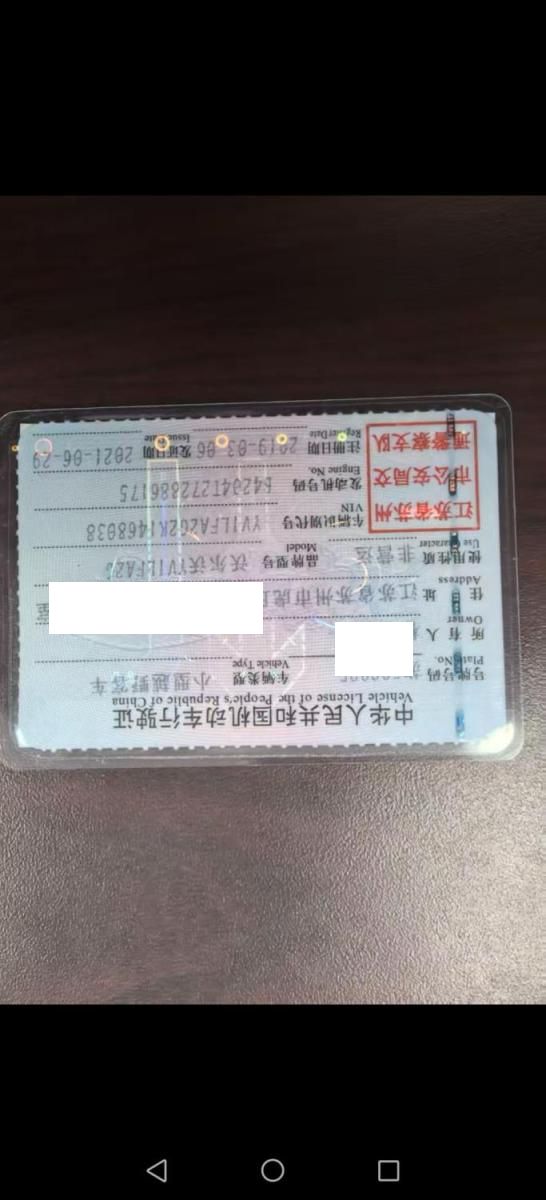 中华人民共和国机动车行驶证
Vehicle License of the People's Republic of China
号牌号码 车辆类型 小型越野客车
Plate No. Vehicle Type
所有人
Owner
住址 江苏省苏州市虎 室
Address
使用性质 非营运 品牌型号
Use Character Model
江苏省苏州
市公安局交
通警察支队
车辆识别代号 YV1LFA2G2K1468038
VIN
发动机号码 B4204T272886175
Engine No.
注册日期 2019-03-06 发证日期 2021-06-29
Register Date Issue Date